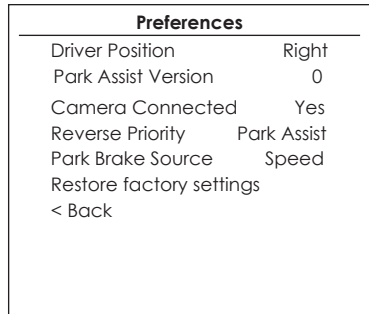 Preferences
Driver Position Right
Park Assist Version 0
Camera Connected Yes
Reverse Priority Park Assist
Park Brake Source Speed
Restore factory settings
< Back